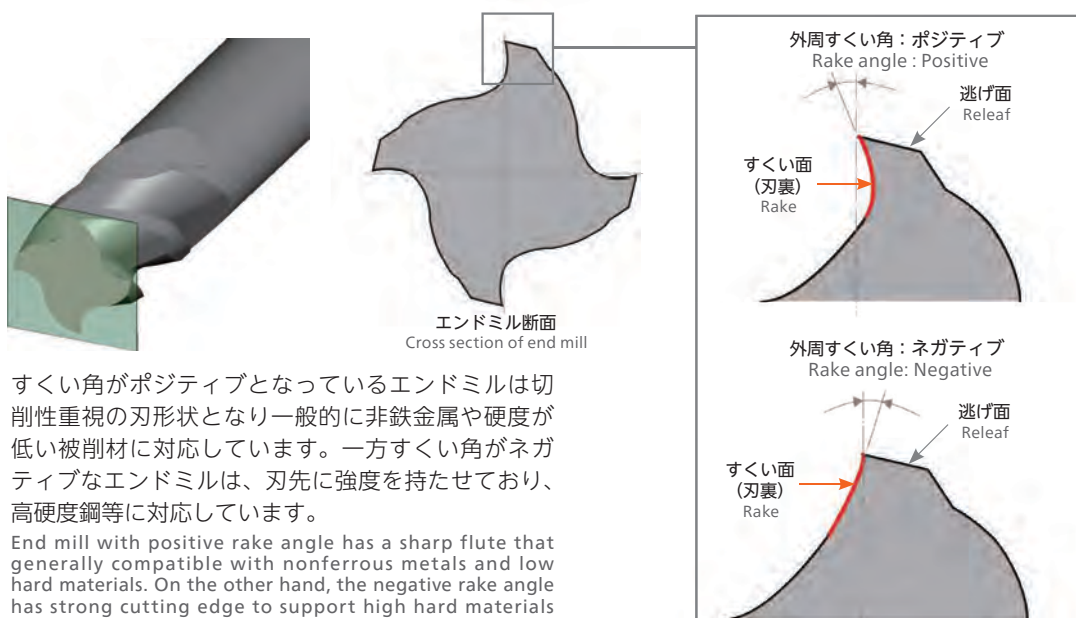 エンドミル断面
Cross section of end mill
すくい角がポジティブとなっているエンドミルは切
削性重視の刃形状となり一般的に非鉄金属や硬度が
低い被削材に対応しています。一方すくい角がネガ
ティブなエンドミルは、刃先に強度を持たせており、
高硬度鋼等に対応しています。
End mill with positive rake angle has a sharp flute that
generally compatible with nonferrous metals and low
hard materials. On the other hand, the negative rake angle
has strong cutting edge to support high hard materials
外周すくい角：ポジティブ
Rake angle : Positive
逃げ面
Releaf
すくい面
(刃裏)
Rake
外周すくい角：ネガティブ
Rake angle: Negative
逃げ面
Releaf
すくい面
(刃裏)
Rake